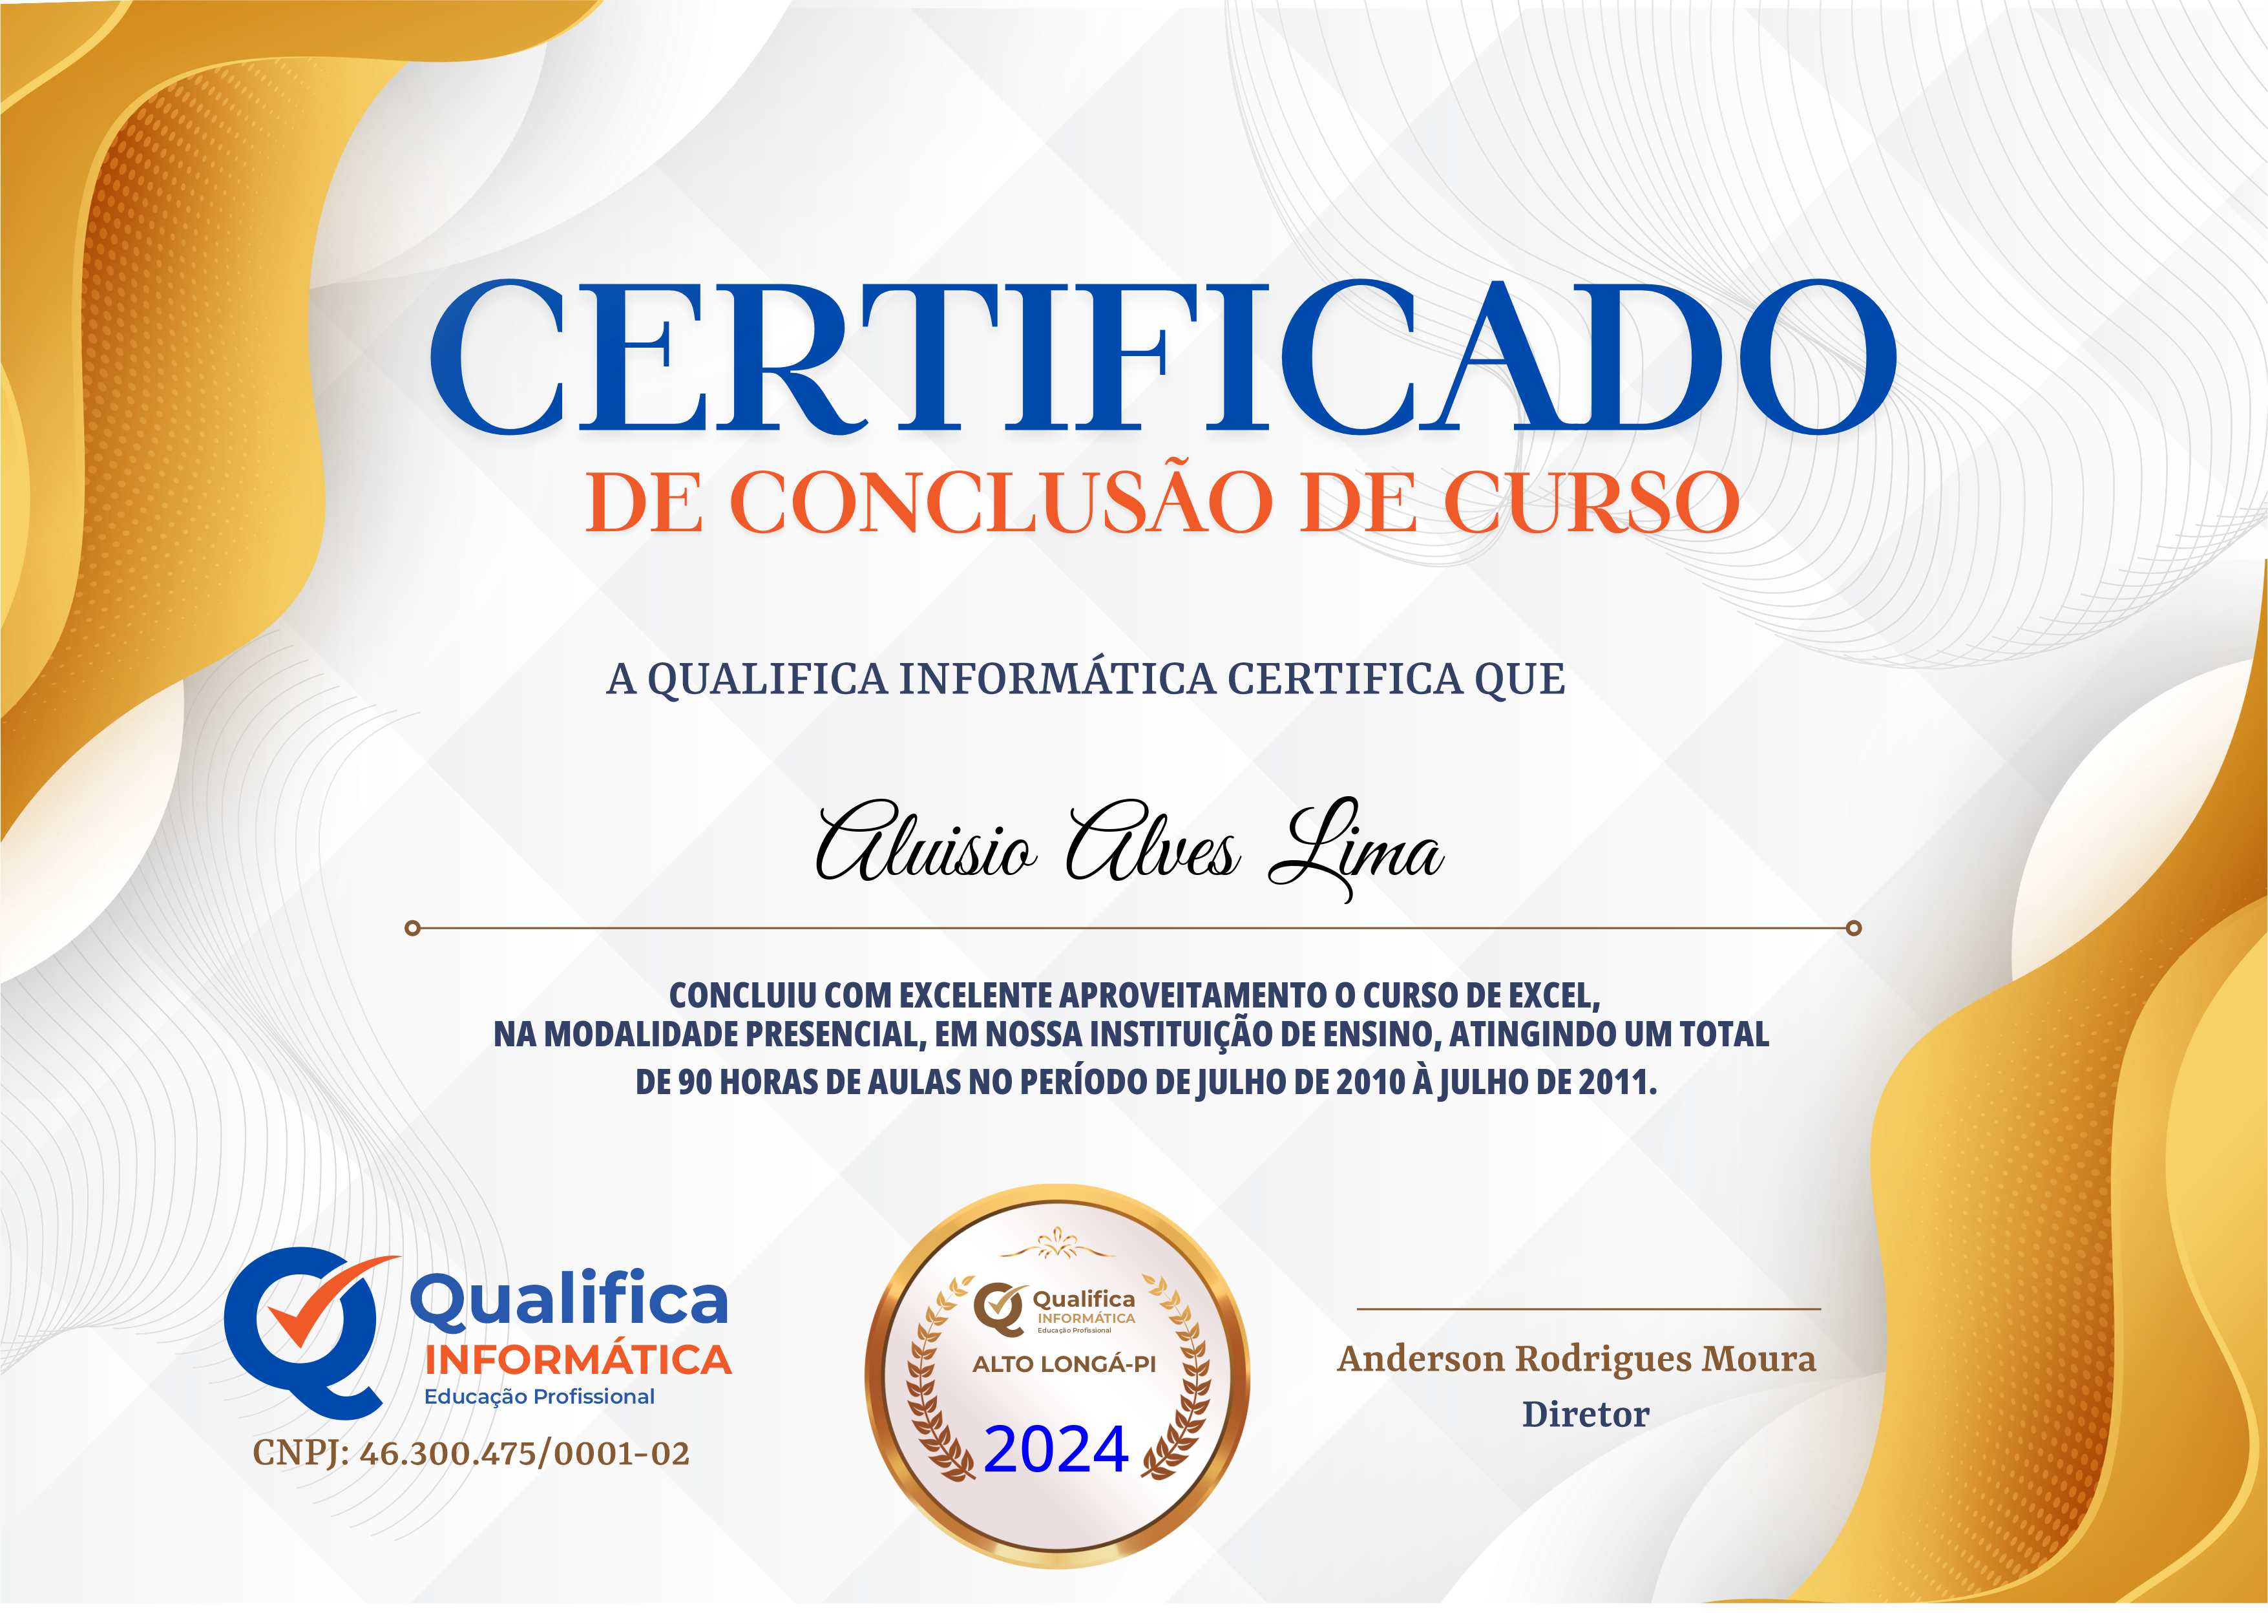 CERTIFICADO
DE CONCLUSÃO DE CURSO
A QUALIFICA INFORMÁTICA CERTIFICA QUE
Aluisio Alves Lima
CONCLUIU COM EXCELENTE APROVEITAMENTO O CURSO DE EXCEL,
NA MODALIDADE PRESENCIAL, EM NOSSA INSTITUIÇÃO DE ENSINO, ATINGINDO UM TOTAL
DE 90 HORAS DE AULAS NO PERÍODO DE JULHO DE 2010 À JULHO DE 2011.
Qualifica
INFORMÁTICA
Educação Profissional
CNPJ: 46.300.475/0001-02
Qualifica
INFORMÁTICA
Educação Profissional
ALTO LONGÁ-PI
2024
Anderson Rodrigues Moura
Diretor